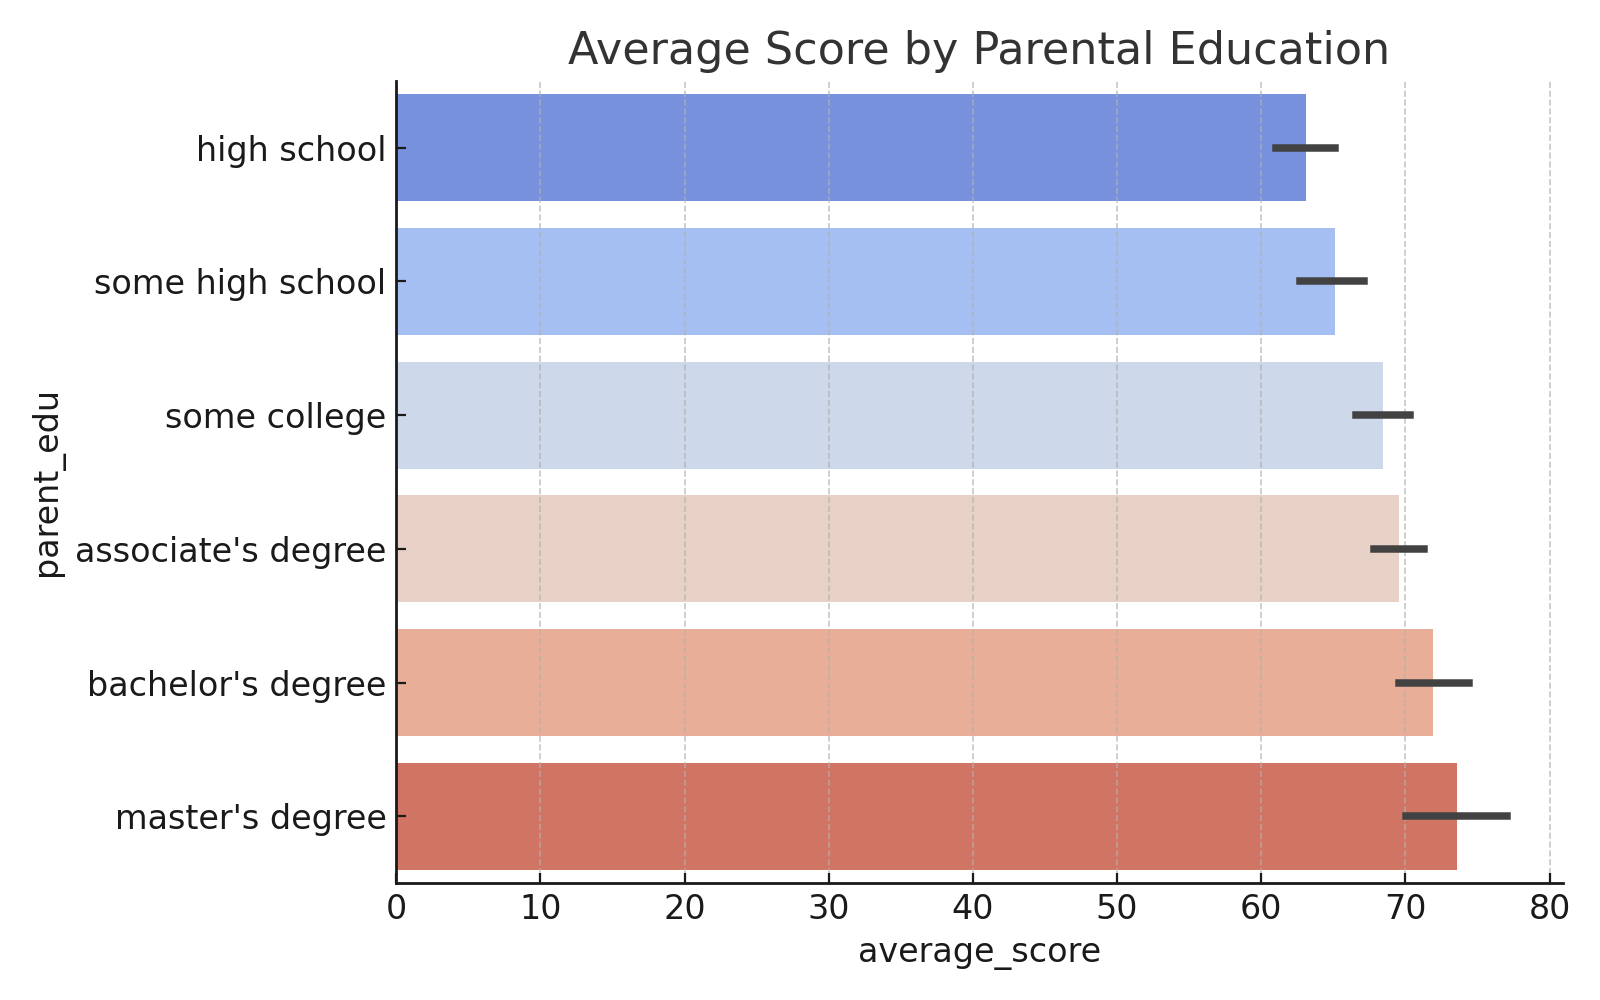 Average Score by Parental Education
high school
some high school
some college
associate's degree
bachelor's degree
master's degree
parent_edu
0 10 20 30 40 50 60 70 80
average_score